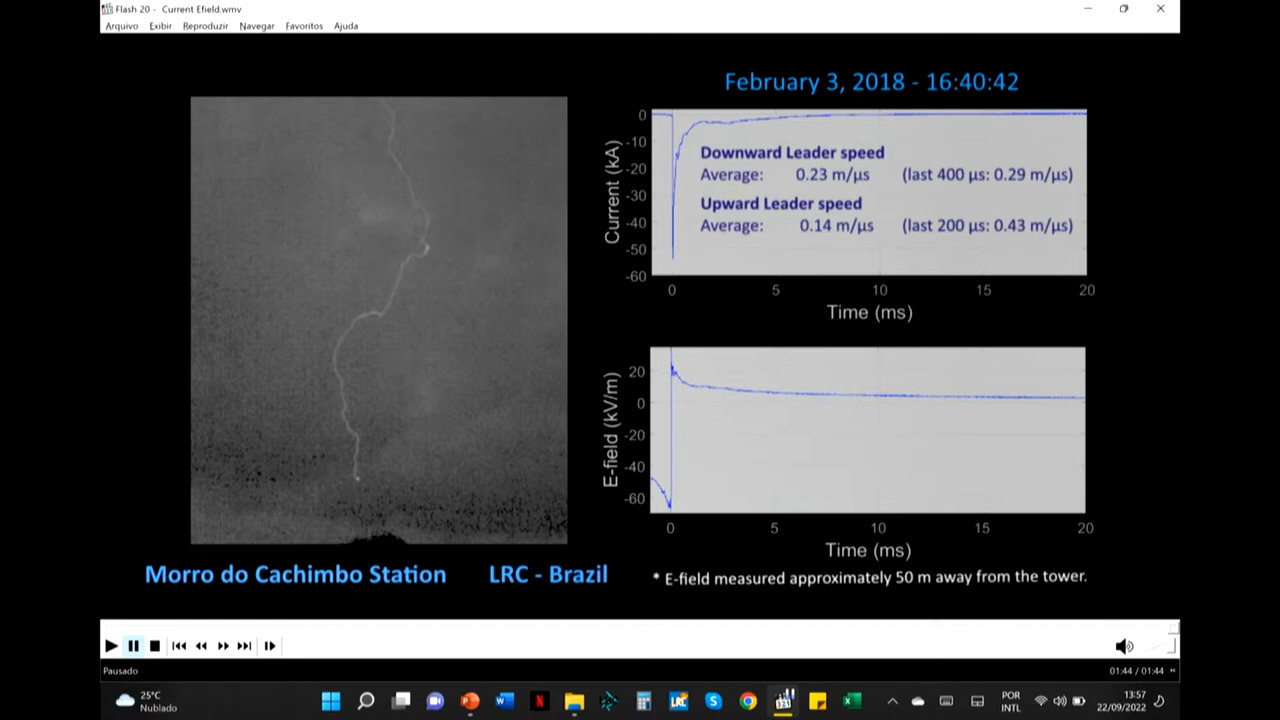 Flash 20 - Current Efield.wmv
Arquivo Exibir Reproduzir Navegar Favoritos Ajuda
February 3, 2018 - 16:40:42
Current (kA)
0
-10
-20
-30
-40
-50
-60
Downward Leader speed
Average: 0.23 m/µs (last 400 µs: 0.29 m/µs)
Upward Leader speed
Average: 0.14 m/µs (last 200 µs: 0.43 m/µs)
0 5 10 15 20
Time (ms)
E-field (kV/m)
20
0
-20
-40
-60
0 5 10 15 20
Time (ms)
Morro do Cachimbo Station LRC - Brazil
* E-field measured approximately 50 m away from the tower.
Pausado 01:44 / 01:44
25°C
Nublado
W
N
LRC
S
POR
INTL
13:57
22/09/2022